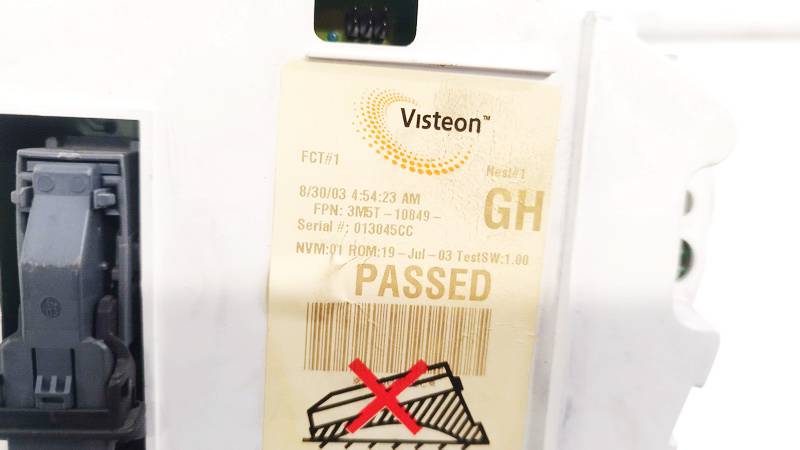 Visteon™
FCT#1
Nest#1
8/30/03 4:54:23 AM
GH
FPN: 3M5T-10849-
Serial #: 013045CC
NVM:01 ROM:19-Jul-03 TestSW:1.00
PASSED